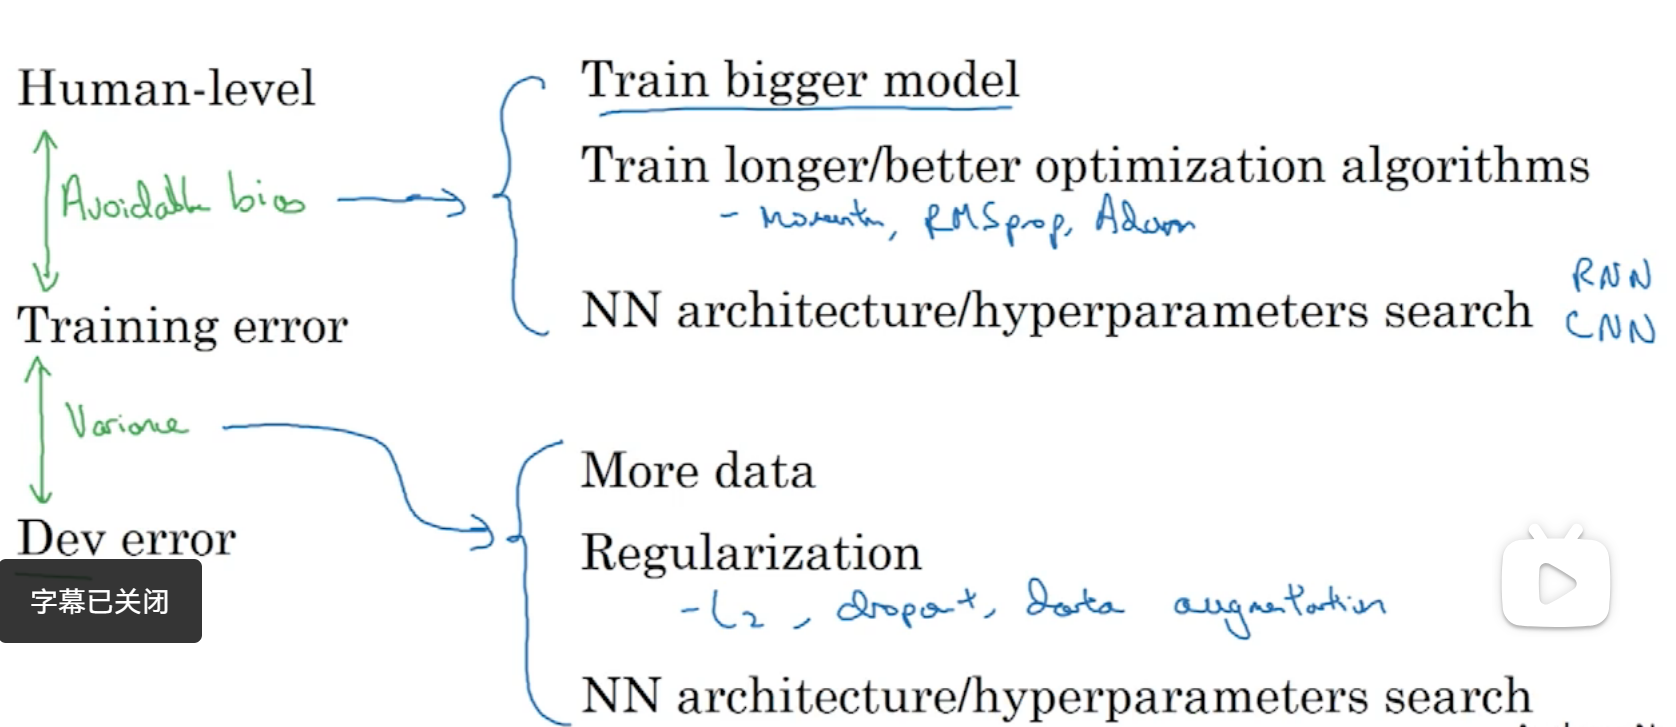 Human-level
Avoidable bias
Training error
Variance
Dev error
字幕已关闭
Train bigger model
Train longer/better optimization algorithms
- momentum, RMSprop, Adam
NN architecture/hyperparameters search
RNN
CNN
More data
Regularization
- L2, dropout, data augmentation
NN architecture/hyperparameters search